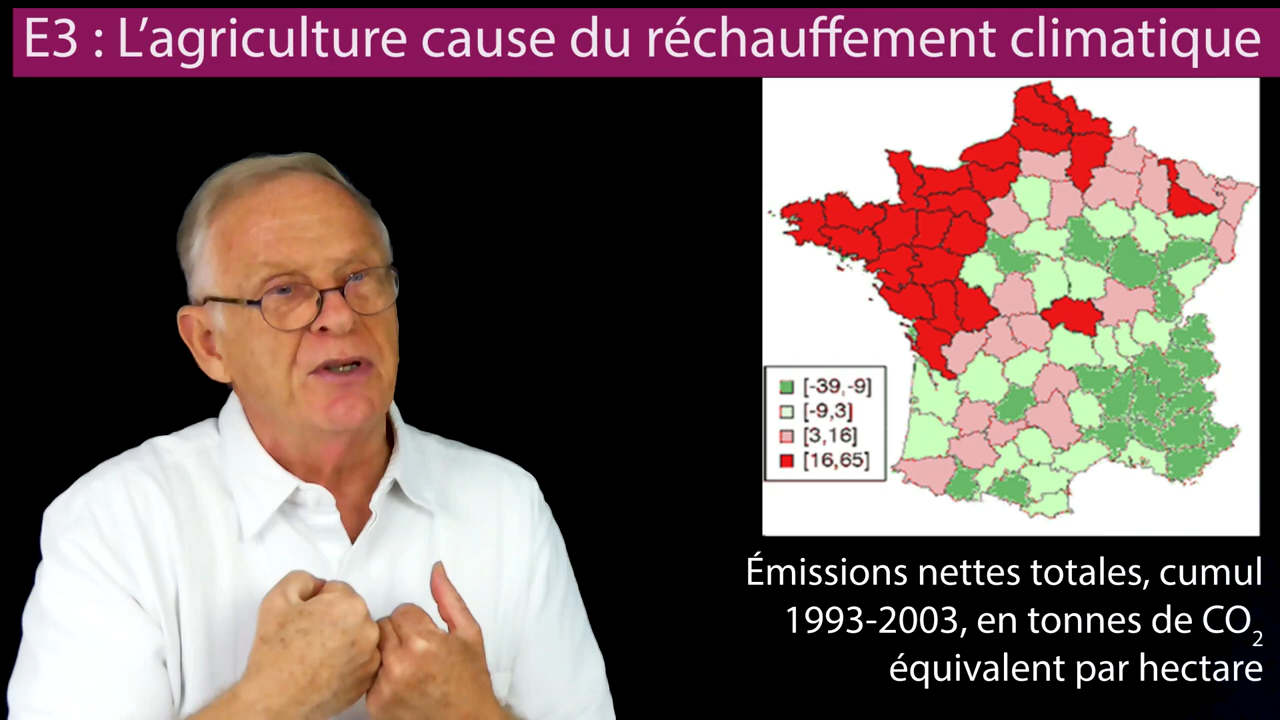 E3 : L’agriculture cause du réchauffement climatique
[-39,-9]
[-9,3]
[3,16]
[16,65]
Émissions nettes totales, cumul
1993-2003, en tonnes de CO₂
équivalent par hectare